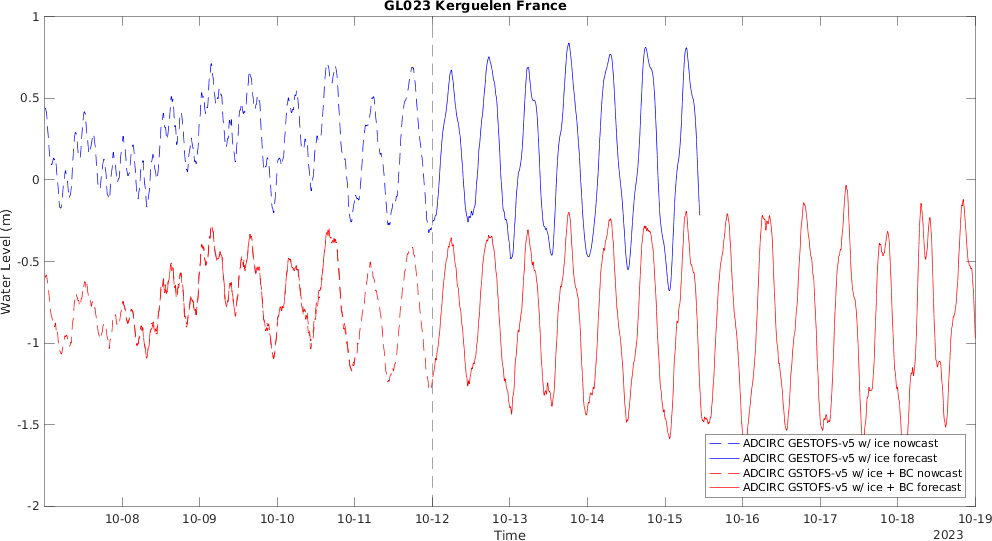 GL023 Kerguelen France
1
0.5
0
-0.5
-1
-1.5
-2
Water Level (m)
ADCIRC GESTOFS-v5 w/ ice nowcast
ADCIRC GESTOFS-v5 w/ ice forecast
ADCIRC GSTOFS-v5 w/ ice + BC nowcast
ADCIRC GSTOFS-v5 w/ ice + BC forecast
10-08 10-09 10-10 10-11 10-12 10-13 10-14 10-15 10-16 10-17 10-18 10-19
Time
2023